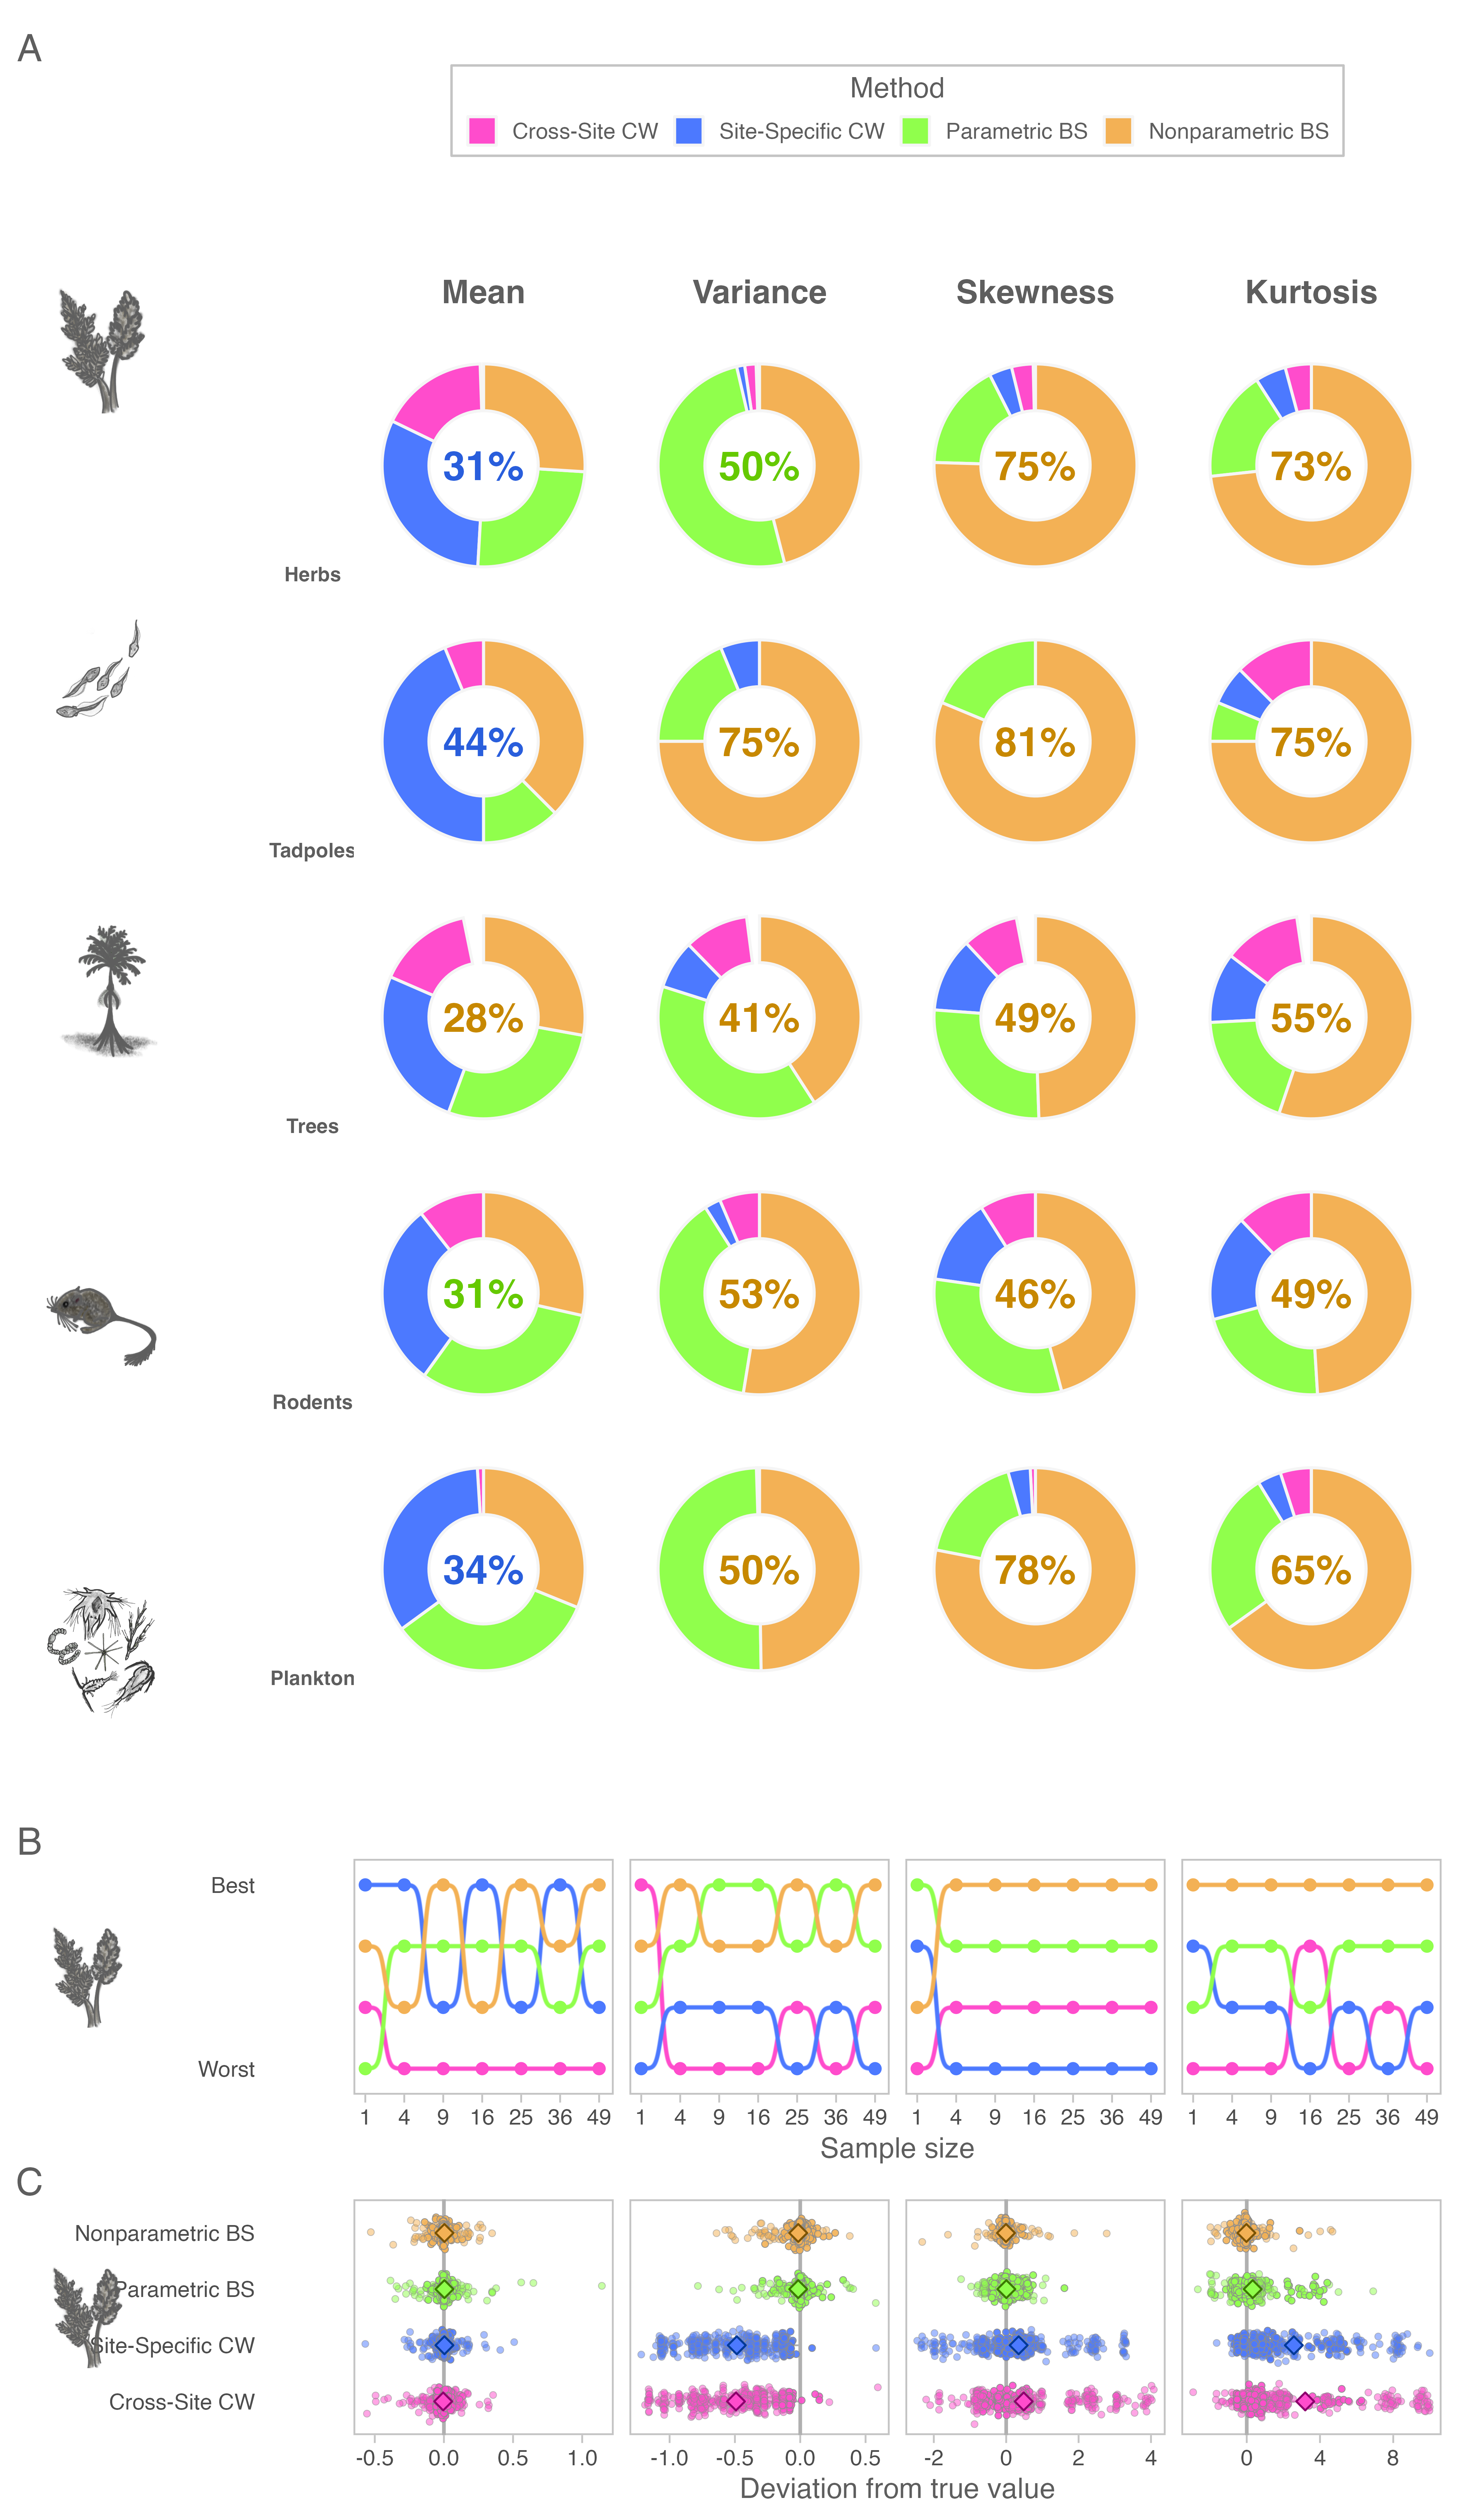 A
Method
Cross-Site CW Site-Specific CW Parametric BS Nonparametric BS
Mean Variance Skewness Kurtosis
31% 50% 75% 73%
Herbs
44% 75% 81% 75%
Tadpoles
28% 41% 49% 55%
Trees
31% 53% 46% 49%
Rodents
34% 50% 78% 65%
Plankton
B
Best
Worst
1 4 9 16 25 36 49 1 4 9 16 25 36 49 1 4 9 16 25 36 49 1 4 9 16 25 36 49
Sample size
C
Nonparametric BS
Parametric BS
Site-Specific CW
Cross-Site CW
-0.5 0.0 0.5 1.0 -1.0 -0.5 0.0 0.5 -2 0 2 4 0 4 8
Deviation from true value